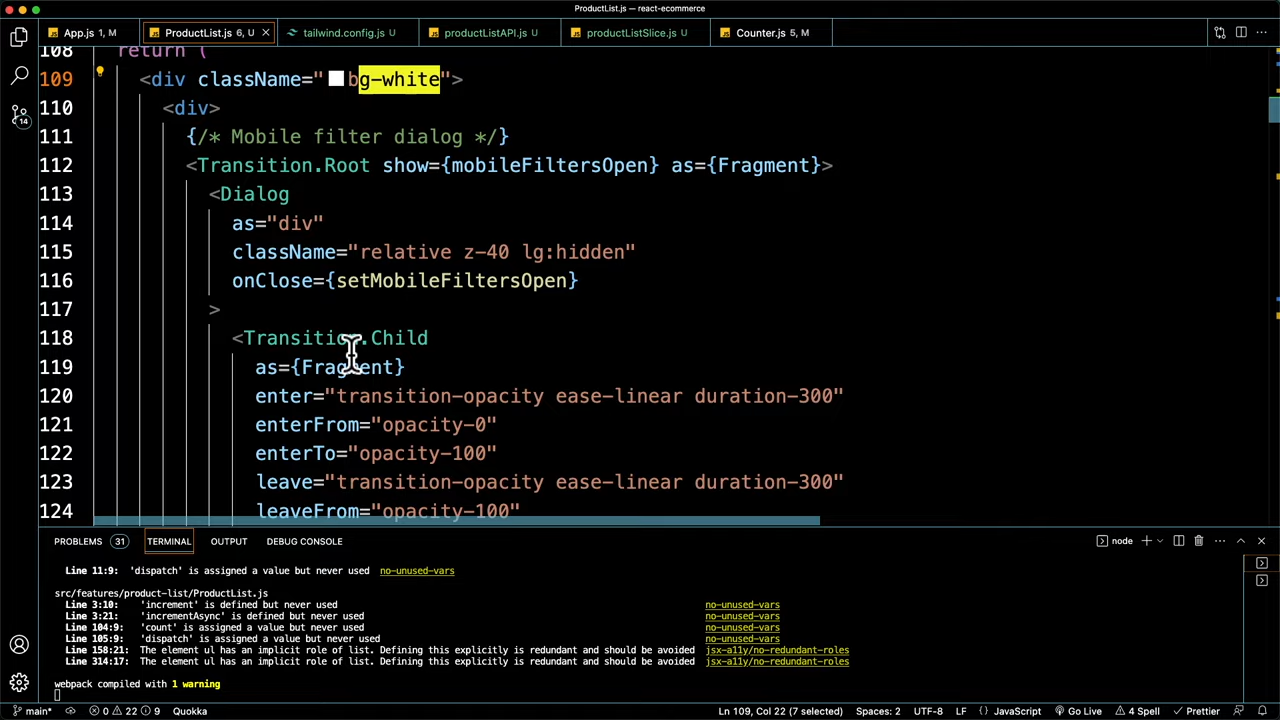 ProductList.js — react-ecommerce
App.js 1, M
ProductList.js 6, U
tailwind.config.js U
productListAPI.js U
productListSlice.js U
Counter.js 5, M
108 return (
109 <div className="bg-white">
110 <div>
111 {/* Mobile filter dialog */}
112 <Transition.Root show={mobileFiltersOpen} as={Fragment}>
113 <Dialog
114 as="div"
115 className="relative z-40 lg:hidden"
116 onClose={setMobileFiltersOpen}
117 >
118 <Transition.Child
119 as={Fragment}
120 enter="transition-opacity ease-linear duration-300"
121 enterFrom="opacity-0"
122 enterTo="opacity-100"
123 leave="transition-opacity ease-linear duration-300"
124 leaveFrom="opacity-100"
14
PROBLEMS 31 TERMINAL OUTPUT DEBUG CONSOLE node
Line 11:9: 'dispatch' is assigned a value but never used no-unused-vars
src/features/product-list/ProductList.js
Line 3:10: 'increment' is defined but never used no-unused-vars
Line 3:21: 'incrementAsync' is defined but never used no-unused-vars
Line 104:9: 'count' is assigned a value but never used no-unused-vars
Line 105:9: 'dispatch' is assigned a value but never used no-unused-vars
Line 158:21: The element ul has an implicit role of list. Defining this explicitly is redundant and should be avoided jsx-a11y/no-redundant-roles
Line 314:17: The element ul has an implicit role of list. Defining this explicitly is redundant and should be avoided jsx-a11y/no-redundant-roles
webpack compiled with 1 warning
main* 0 22 9 Quokka Ln 109, Col 22 (7 selected) Spaces: 2 UTF-8 LF {} JavaScript Go Live 4 Spell Prettier